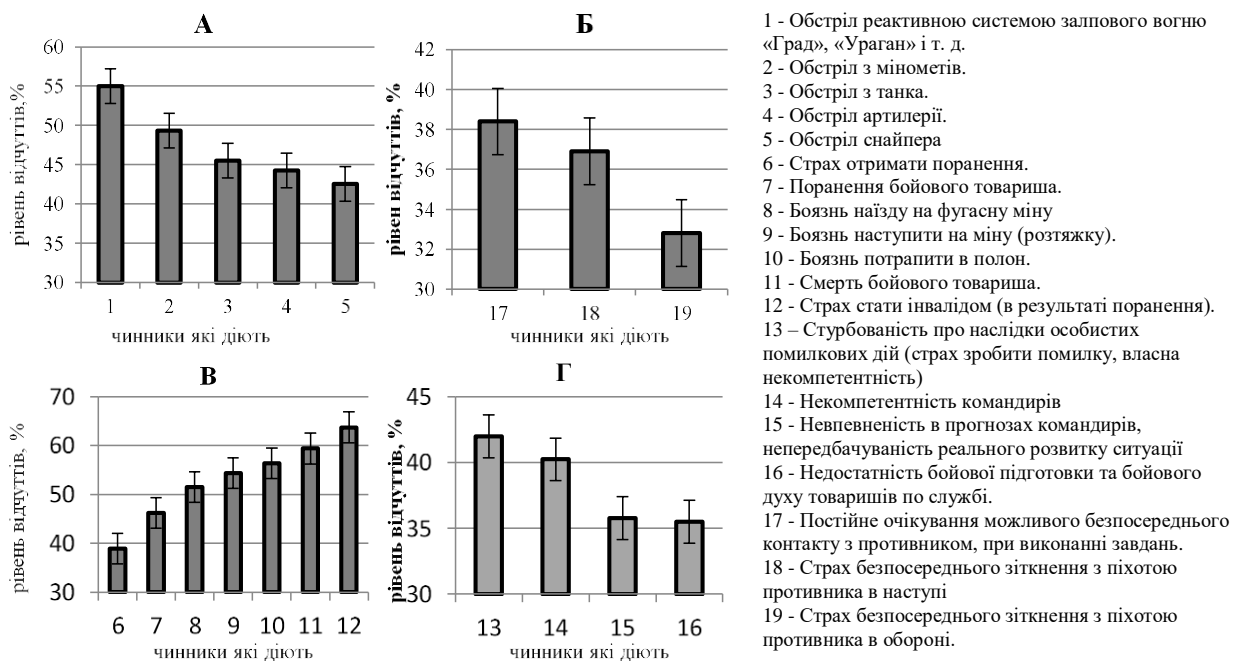 А
60
55
50
45
40
35
30
рівень відчуттів,%
1 2 3 4 5
чинники які діють
Б
42
40
38
36
34
32
30
рівен відчуттів, %
17 18 19
чинники які діють
В
70
60
50
40
30
рівень відчуттів, %
6 7 8 9 10 11 12
чинники які діють
Г
45
40
35
30
рівень відчуттів, %
13 14 15 16
чинники які діють
1 - Обстріл реактивною системою залпового вогню
«Град», «Ураган» і т. д.
2 - Обстріл з мінометів.
3 - Обстріл з танка.
4 - Обстріл артилерії.
5 - Обстріл снайпера
6 - Страх отримати поранення.
7 - Поранення бойового товариша.
8 - Боязнь наїзду на фугасну міну
9 - Боязнь наступити на міну (розтяжку).
10 - Боязнь потрапити в полон.
11 - Смерть бойового товариша.
12 - Страх стати інвалідом (в результаті поранення).
13 – Стурбованість про наслідки особистих
помилкових дій (страх зробити помилку, власна
некомпетентність)
14 - Некомпетентність командирів
15 - Невпевненість в прогнозах командирів,
непередбачуваність реального розвитку ситуації
16 - Недостатність бойової підготовки та бойового
духу товаришів по службі.
17 - Постійне очікування можливого безпосереднього
контакту з противником, при виконанні завдань.
18 - Страх безпосереднього зіткнення з піхотою
противника в наступі
19 - Страх безпосереднього зіткнення з піхотою
противника в обороні.